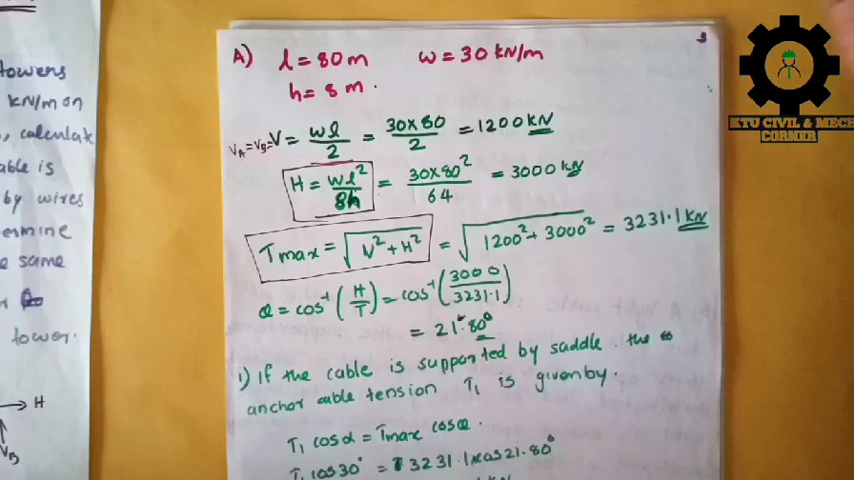 towers
kN/m on
, calculate
able is
by wires
ermine
e same
tower.
H
VB
A) l = 80 m w = 30 kN/m
h = 8 m.
VA = VB = V = wl/2 = 30×80/2 = 1200 kN
H = wl²/8h = 30×80²/64 = 3000 kN
Tmax = √(V² + H²) = √(1200² + 3000²) = 3231.1 kN
θ = cos⁻¹(H/T) = cos⁻¹(3000/3231.1)
= 21.80°
i) If the cable is supported by saddle. the
anchor cable tension T₁ is given by.
T₁ cos α = Tmax cos θ.
T₁ cos 30° = 3231.1 × cos 21.80°
KTU CIVIL & MECH
CORNER